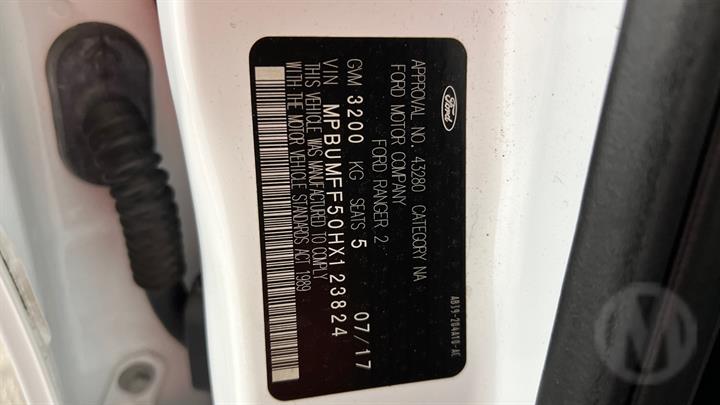 Ford
APPROVAL NO. 43280 CATEGORY NA
FORD MOTOR COMPANY
FORD RANGER 2
07/17
GVM 3200 KG SEATS 5
VIN MPBUMFF50HX123824
THIS VEHICLE WAS MANUFACTURED TO COMPLY
WITH THE MOTOR VEHICLE STANDARDS ACT 1989
M